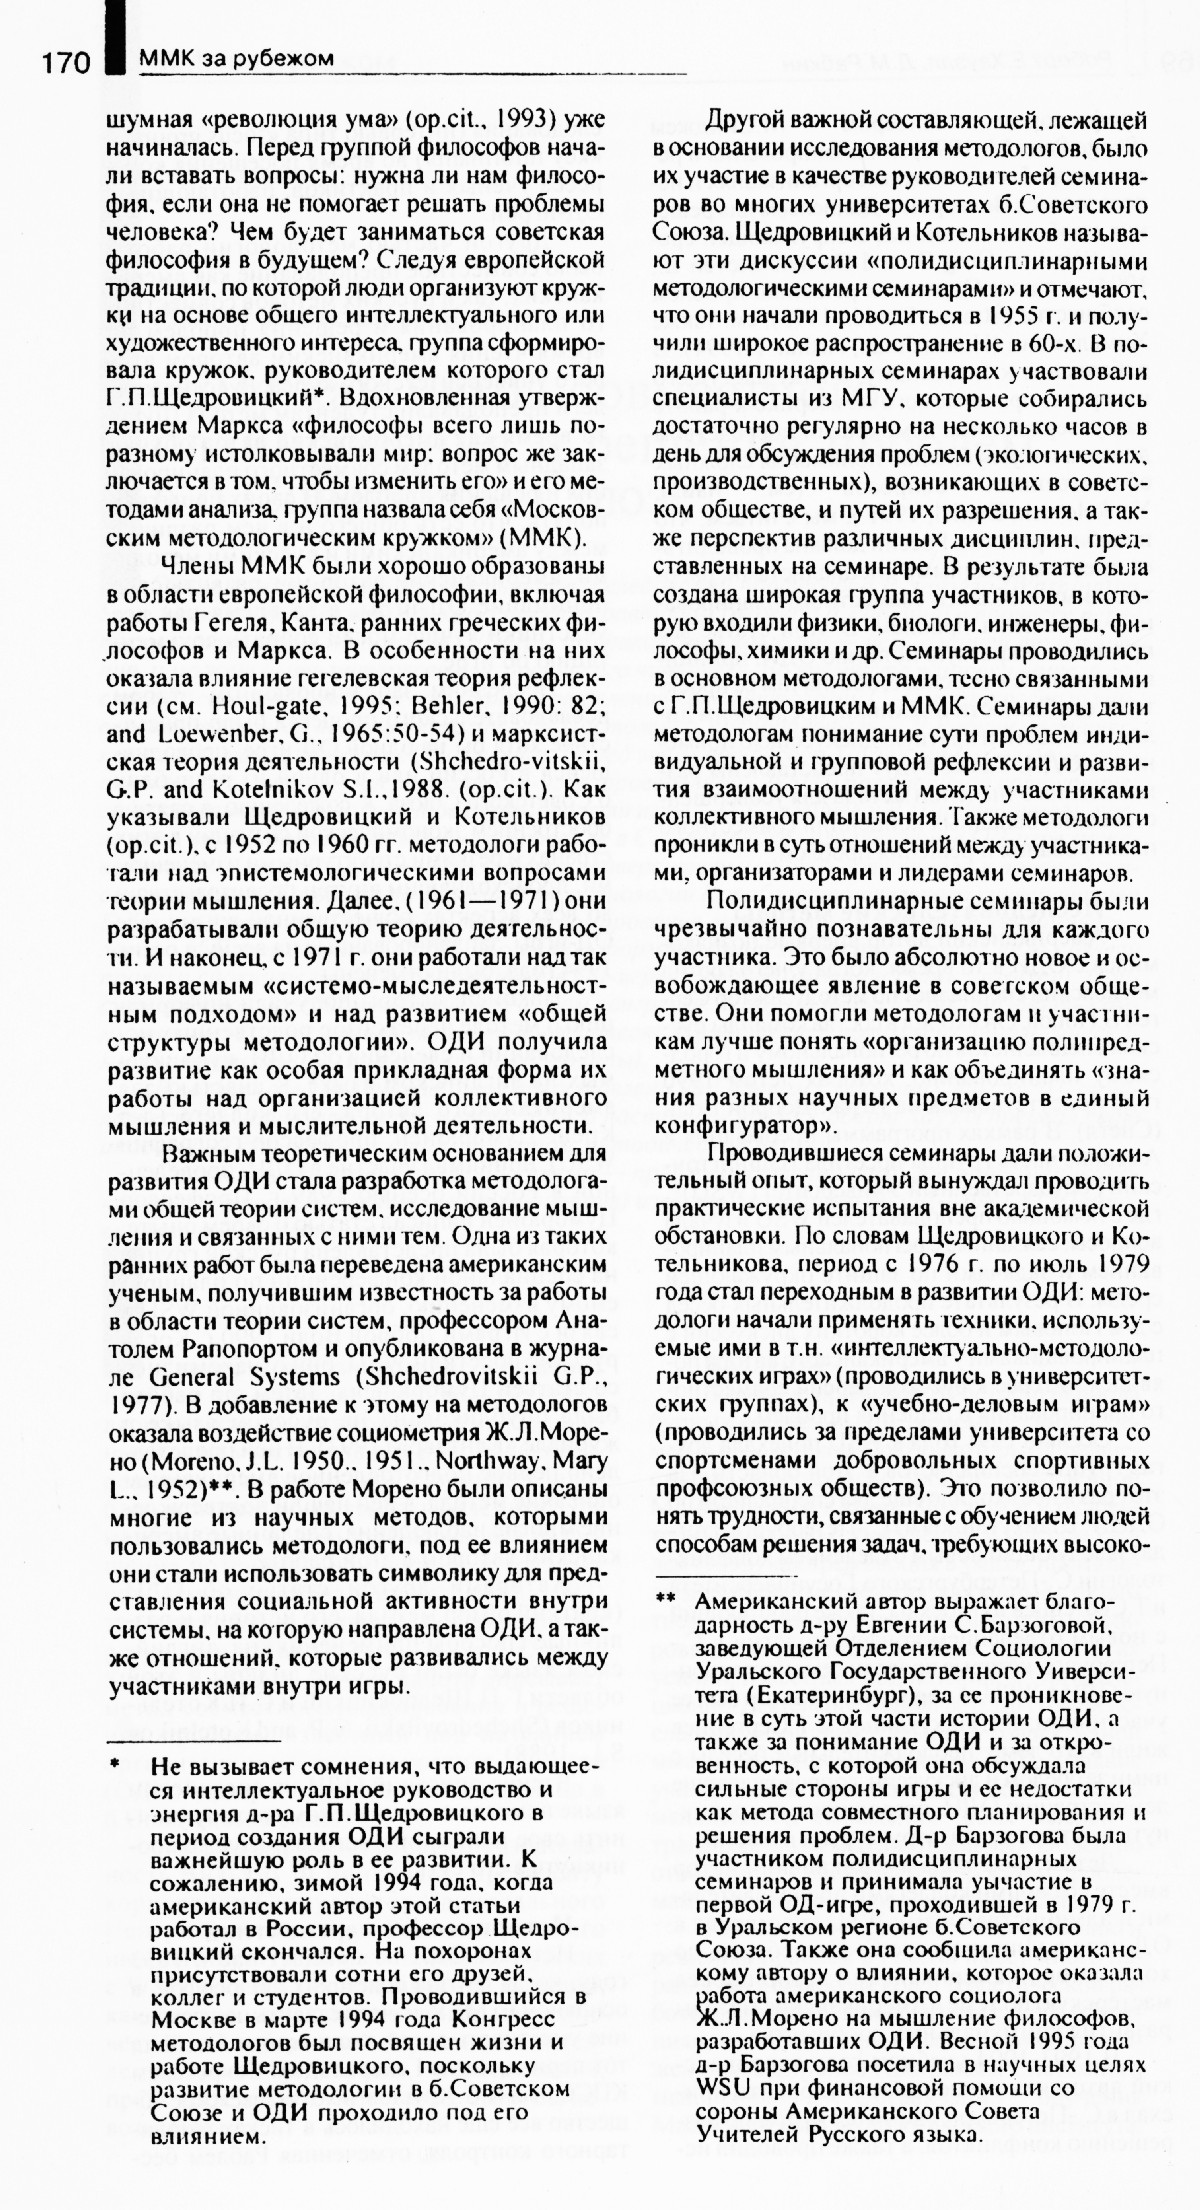 170
ММК за рубежом
шумная «революция ума» (op.cit., 1993) уже
начиналась. Перед группой философов нача-
ли вставать вопросы: нужна ли нам филосо-
фия, если она не помогает решать проблемы
человека? Чем будет заниматься советская
философия в будущем? Следуя европейской
традиции, по которой люди организуют круж-
ки на основе общего интеллектуального или
художественного интереса, группа сформиро-
вала кружок, руководителем которого стал
Г.П.Щедровицкий*. Вдохновленная утверж-
дением Маркса «философы всего лишь по-
разному истолковывали мир: вопрос же зак-
лючается в том, чтобы изменить его» и его ме-
тодами анализа, группа назвала себя «Москов-
ским методологическим кружком» (ММК).
Члены ММК были хорошо образованы
в области европейской философии, включая
работы Гегеля, Канта, ранних греческих фи-
лософов и Маркса. В особенности на них
оказала влияние гегелевская теория рефлек-
сии (см. Houl-gate, 1995; Behler, 1990: 82;
and Loewenber, G., 1965:50-54) и марксист-
ская теория деятельности (Shchedro-vitskii,
G.P. and Kotelnikov S.I.,1988. (op.cit.). Как
указывали Щедровицкий и Котельников
(op.cit.), с 1952 по 1960 гг. методологи рабо-
тали над эпистемологическими вопросами
теории мышления. Далее, (1961—1971) они
разрабатывали общую теорию деятельнос-
ти. И наконец, с 1971 г. они работали над так
называемым «системо-мыследеятельност-
ным подходом» и над развитием «общей
структуры методологии». ОДИ получила
развитие как особая прикладная форма их
работы над организацией коллективного
мышления и мыслительной деятельности.
Важным теоретическим основанием для
развития ОДИ стала разработка методолога-
ми общей теории систем, исследование мыш-
ления и связанных с ними тем. Одна из таких
ранних работ была переведена американским
ученым, получившим известность за работы
в области теории систем, профессором Ана-
толем Рапопортом и опубликована в журна-
ле General Systems (Shchedrovitskii G.P.,
1977). В добавление к этому на методологов
оказала воздействие социометрия Ж.Л.Море-
но (Moreno, J.L. 1950., 1951., Northway, Mary
L., 1952)**. В работе Морено были описаны
многие из научных методов, которыми
пользовались методологи, под ее влиянием
они стали использовать символику для пред-
ставления социальной активности внутри
системы, на которую направлена ОДИ, а так-
же отношений, которые развивались между
участниками внутри игры.
* Не вызывает сомнения, что выдающее-
ся интеллектуальное руководство и
энергия д-ра Г.П.Щедровицкого в
период создания ОДИ сыграли
важнейшую роль в ее развитии. К
сожалению, зимой 1994 года, когда
американский автор этой статьи
работал в России, профессор Щедро-
вицкий скончался. На похоронах
присутствовали сотни его друзей,
коллег и студентов. Проводившийся в
Москве в марте 1994 года Конгресс
методологов был посвящен жизни и
работе Щедровицкого, поскольку
развитие методологии в б.Советском
Союзе и ОДИ проходило под его
влиянием.
Другой важной составляющей, лежащей
в основании исследования методологов, было
их участие в качестве руководителей семина-
ров во многих университетах б.Советского
Союза. Щедровицкий и Котельников называ-
ют эти дискуссии «полидисциплинарными
методологическими семинарами» и отмечают,
что они начали проводиться в 1955 г. и полу-
чили широкое распространение в 60-х. В по-
лидисциплинарных семинарах участвовали
специалисты из МГУ, которые собирались
достаточно регулярно на несколько часов в
день для обсуждения проблем (экологических,
производственных), возникающих в советс-
ком обществе, и путей их разрешения, а так-
же перспектив различных дисциплин, пред-
ставленных на семинаре. В результате была
создана широкая группа участников, в кото-
рую входили физики, биологи, инженеры, фи-
лософы, химики и др. Семинары проводились
в основном методологами, тесно связанными
с Г.П.Щедровицким и ММК. Семинары дали
методологам понимание сути проблем инди-
видуальной и групповой рефлексии и разви-
тия взаимоотношений между участниками
коллективного мышления. Также методологи
проникли в суть отношений между участника-
ми, организаторами и лидерами семинаров.
Полидисциплинарные семинары были
чрезвычайно познавательны для каждого
участника. Это было абсолютно новое и ос-
вобождающее явление в советском обще-
стве. Они помогли методологам и участни-
кам лучше понять «организацию полипред-
метного мышления» и как объединять «зна-
ния разных научных предметов в единый
конфигуратор».
Проводившиеся семинары дали положи-
тельный опыт, который вынуждал проводить
практические испытания вне академической
обстановки. По словам Щедровицкого и Ко-
тельникова, период с 1976 г. по июль 1979
года стал переходным в развитии ОДИ: мето-
дологи начали применять техники, использу-
емые ими в т.н. «интеллектуально-методоло-
гических играх» (проводились в университет-
ских группах), к «учебно-деловым играм»
(проводились за пределами университета со
спортсменами добровольных спортивных
профсоюзных обществ). Это позволило по-
нять трудности, связанные с обучением людей
способам решения задач, требующих высоко-
** Американский автор выражает благо-
дарность д-ру Евгении С.Барзоговой,
заведующей Отделением Социологии
Уральского Государственного Уиверси-
тета (Екатеринбург), за ее проникнове-
ние в суть этой части истории ОДИ, а
также за понимание ОДИ и за откро-
венность, с которой она обсуждала
сильные стороны игры и ее недостатки
как метода совместного планирования и
решения проблем. Д-р Барзогова была
участником полидисциплинарных
семинаров и принимала уычастие в
первой ОД-игре, проходившей в 1979 г.
в Уральском регионе б.Советского
Союза. Также она сообщила американс-
кому автору о влиянии, которое оказала
работа американского социолога
Ж.Л.Морено на мышление философов,
разработавших ОДИ. Весной 1995 года
д-р Барзогова посетила в научных целях
WSU при финансовой помощи со
сороны Американского Совета
Учителей Русского языка.